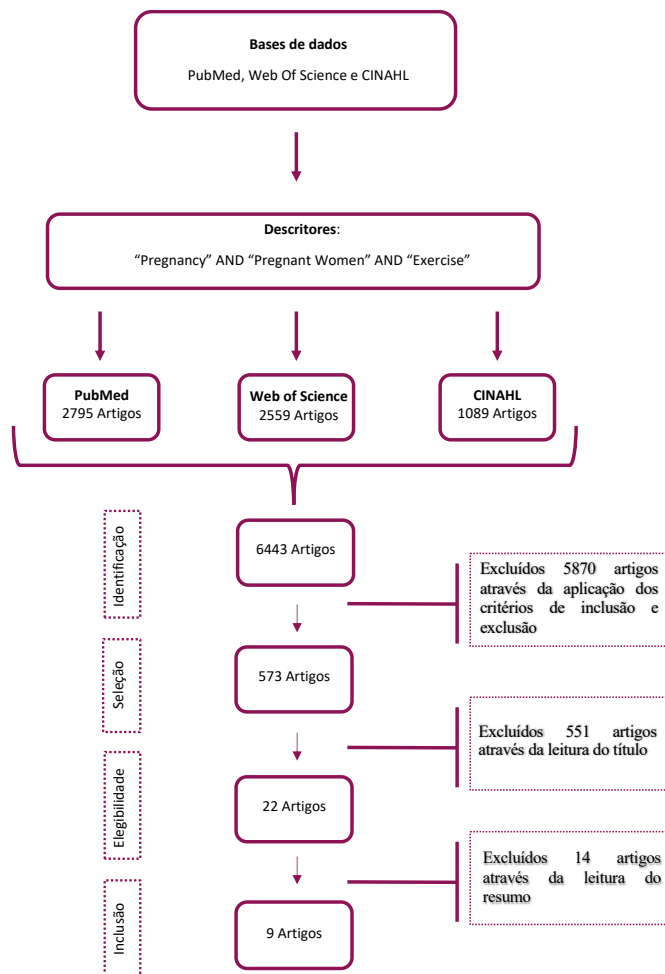 Bases de dados
PubMed, Web Of Science e CINAHL
Descritores:
“Pregnancy” AND “Pregnant Women” AND “Exercise”
PubMed
2795 Artigos
Web of Science
2559 Artigos
CINAHL
1089 Artigos
Identificação
6443 Artigos
Excluídos 5870 artigos
através da aplicação dos
critérios de inclusão e
exclusão
Seleção
573 Artigos
Excluídos 551 artigos
através da leitura do título
Elegibilidade
22 Artigos
Excluídos 14 artigos
através da leitura do
resumo
Inclusão
9 Artigos